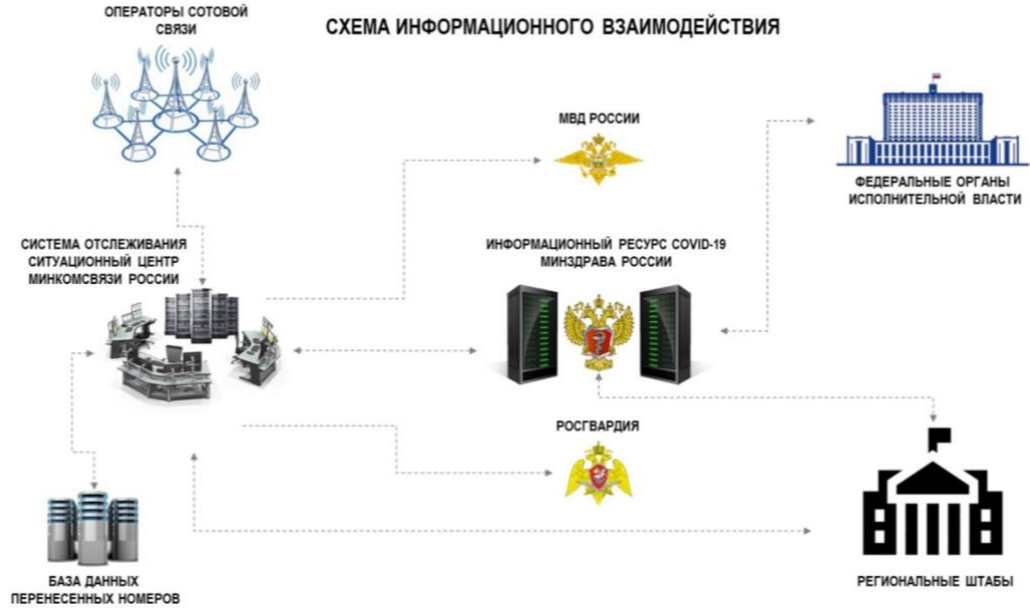 ОПЕРАТОРЫ СОТОВОЙ
СВЯЗИ
СХЕМА ИНФОРМАЦИОННОГО ВЗАИМОДЕЙСТВИЯ
МВД РОССИИ
ФЕДЕРАЛЬНЫЕ ОРГАНЫ
ИСПОЛНИТЕЛЬНОЙ ВЛАСТИ
СИСТЕМА ОТСЛЕЖИВАНИЯ
СИТУАЦИОННЫЙ ЦЕНТР
МИНКОМСВЯЗИ РОССИИ
ИНФОРМАЦИОННЫЙ РЕСУРС COVID-19
МИНЗДРАВА РОССИИ
РОСГВАРДИЯ
БАЗА ДАННЫХ
ПЕРЕНЕСЕННЫХ НОМЕРОВ
РЕГИОНАЛЬНЫЕ ШТАБЫ